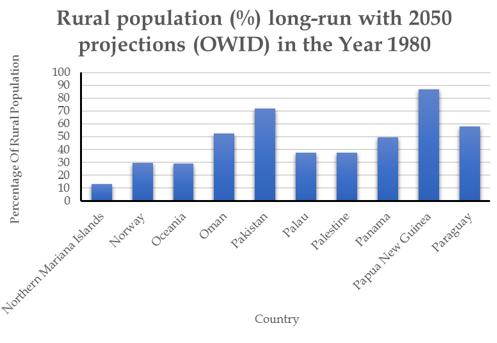 Rural population (%) long-run with 2050
projections (OWID) in the Year 1980
Percentage Of Rural Population
100
90
80
70
60
50
40
30
20
10
0
Northern Mariana Islands
Norway
Oceania
Oman
Pakistan
Palau
Palestine
Panama
Papua New Guinea
Paraguay
Country